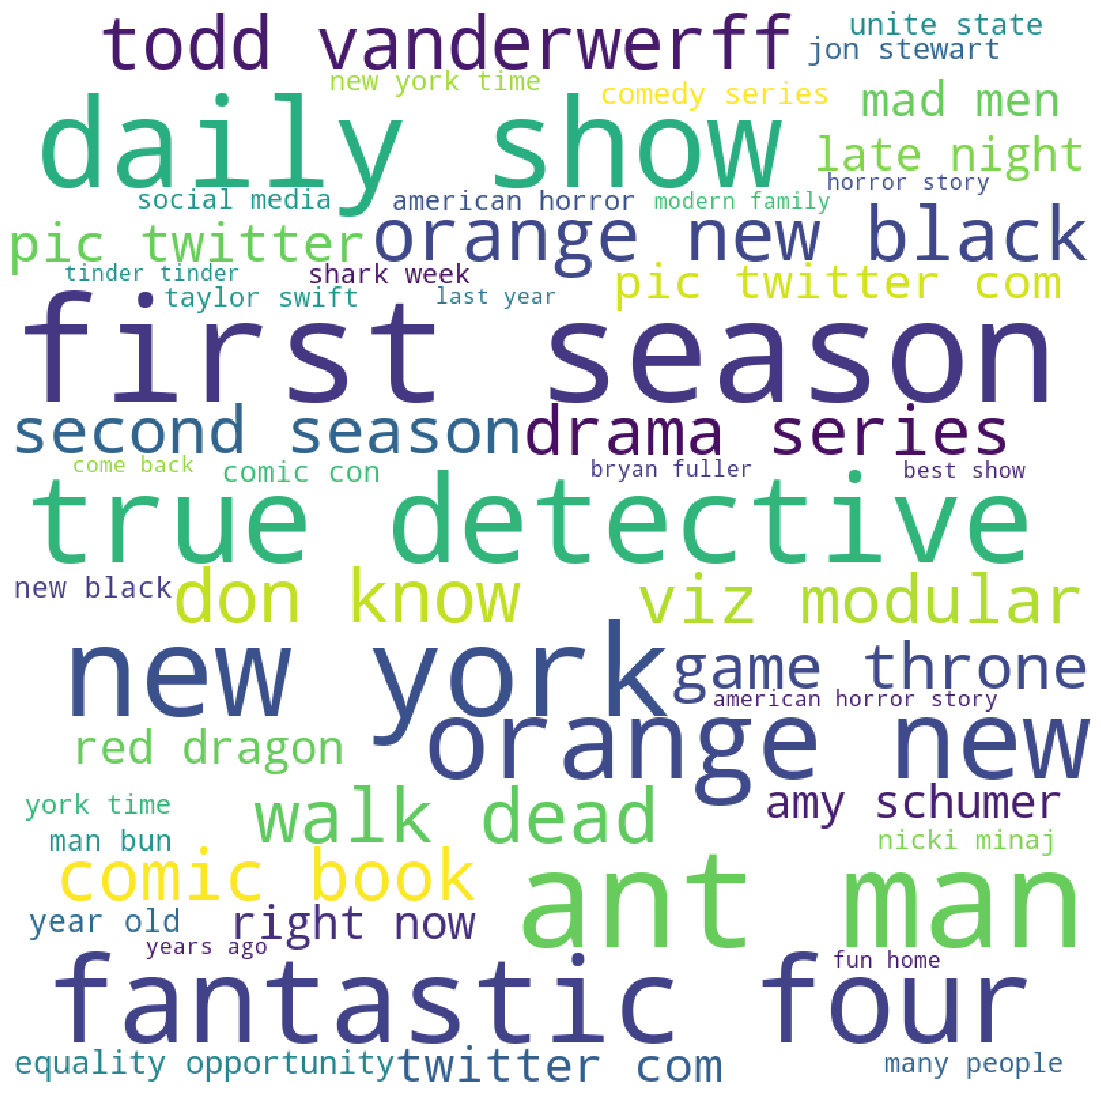 todd vanderwerff
unite state
jon stewart
new york time
comedy series
mad men
daily show
late night
horror story
social media
american horror
modern family
pic twitter
orange new black
tinder tinder
shark week
pic twitter com
taylor swift
last year
first season
second season
drama series
come back
comic con
bryan fuller
best show
true detective
new black
don know
viz modular
new york
game throne
american horror story
orange new
red dragon
york time
walk dead
amy schumer
man bun
nicki minaj
comic book
ant man
year old
right now
years ago
fun home
fantastic four
equality opportunity
twitter com
many people